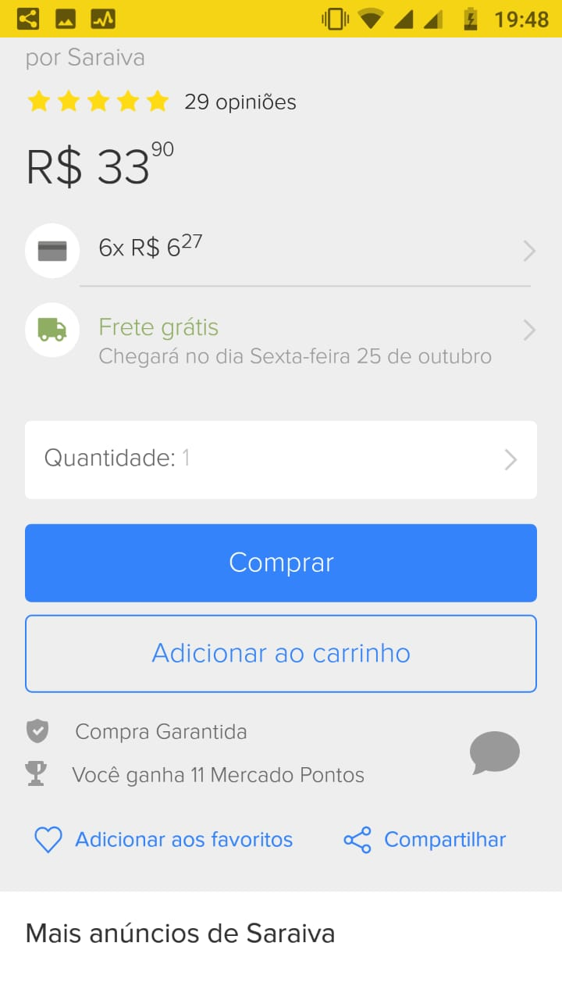 19:48
por Saraiva
29 opiniões
R$ 33 90
6x R$ 6 27
Frete grátis
Chegará no dia Sexta-feira 25 de outubro
Quantidade: 1
Comprar
Adicionar ao carrinho
Compra Garantida
Você ganha 11 Mercado Pontos
Adicionar aos favoritos
Compartilhar
Mais anúncios de Saraiva